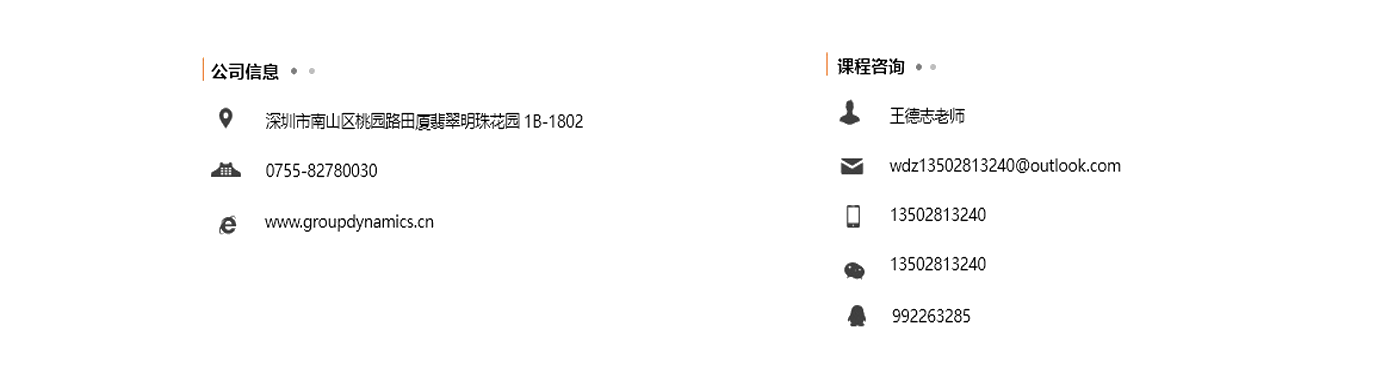 公司信息
深圳市南山区桃园路田厦翡翠明珠花园 1B-1802
0755-82780030
www.groupdynamics.cn
课程咨询
王德志老师
wdz13502813240@outlook.com
13502813240
13502813240
992263285